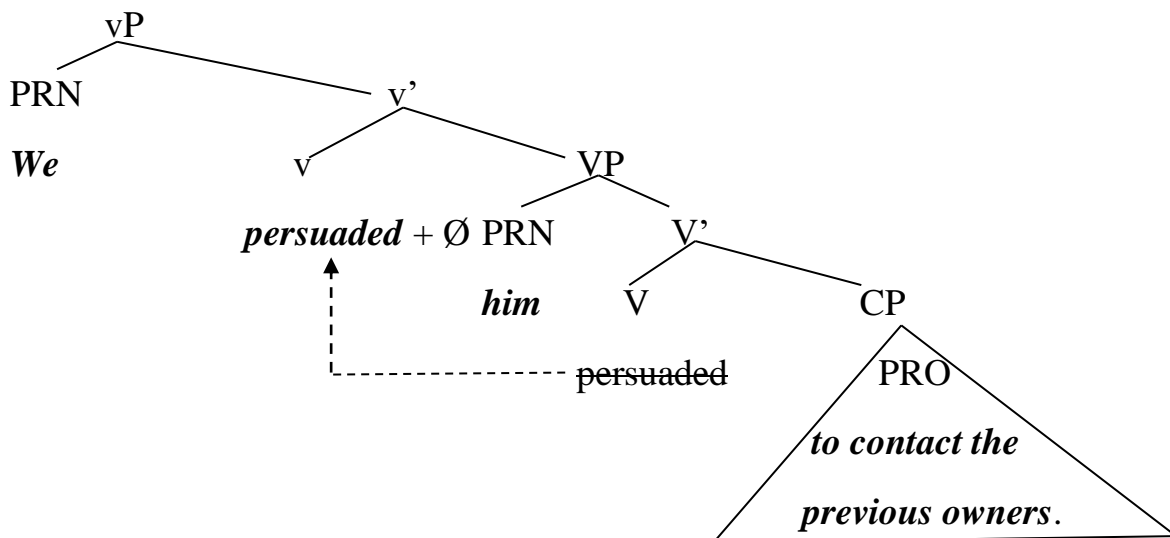 vP
PRN v’
We v VP
persuaded + Ø PRN V’
him V CP
persuaded PRO
to contact the
previous owners.